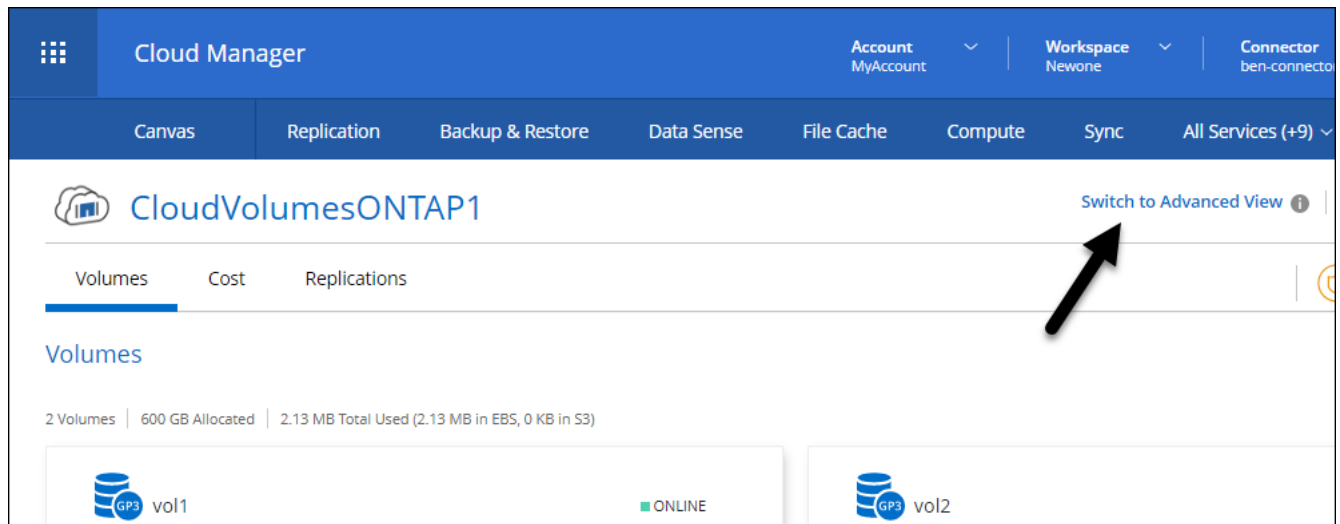 Cloud Manager
Account
MyAccount
Workspace
Newone
Connector
ben-connecto
Canvas Replication Backup & Restore Data Sense File Cache Compute Sync All Services (+9)
CloudVolumesONTAP1
Switch to Advanced View
Volumes Cost Replications
Volumes
2 Volumes | 600 GB Allocated | 2.13 MB Total Used (2.13 MB in EBS, 0 KB in S3)
GP3 vol1 ONLINE
GP3 vol2